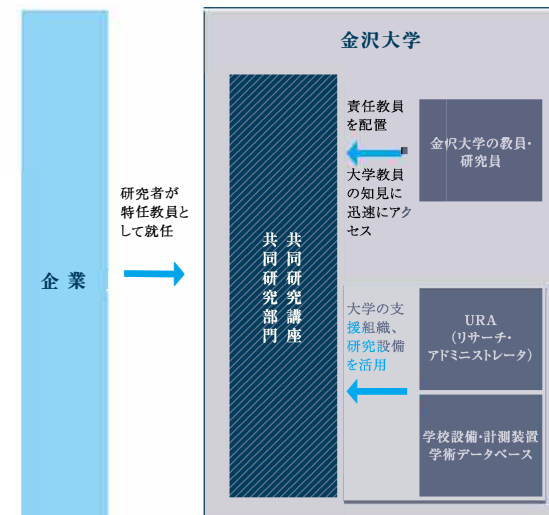 金沢大学
企業
研究者が
特任教員と
して就任
共同研究講座
共同研究部門
責任教員
を配置
大学教員
の知見に
迅速にアク
セス
金沢大学の教員・
研究員
大学の支
援組織、
研究設備
を活用
URA
(リサーチ・
アドミニストレータ)
学校設備・計測装置
学術データベース